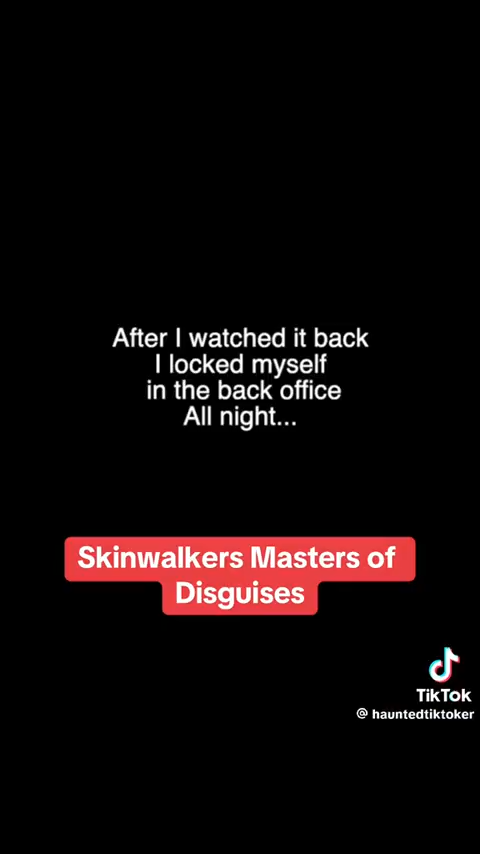 After I watched it back
I locked myself
in the back office
All night...
Skinwalkers Masters of
Disguises
TikTok
@ hauntedtiktoker